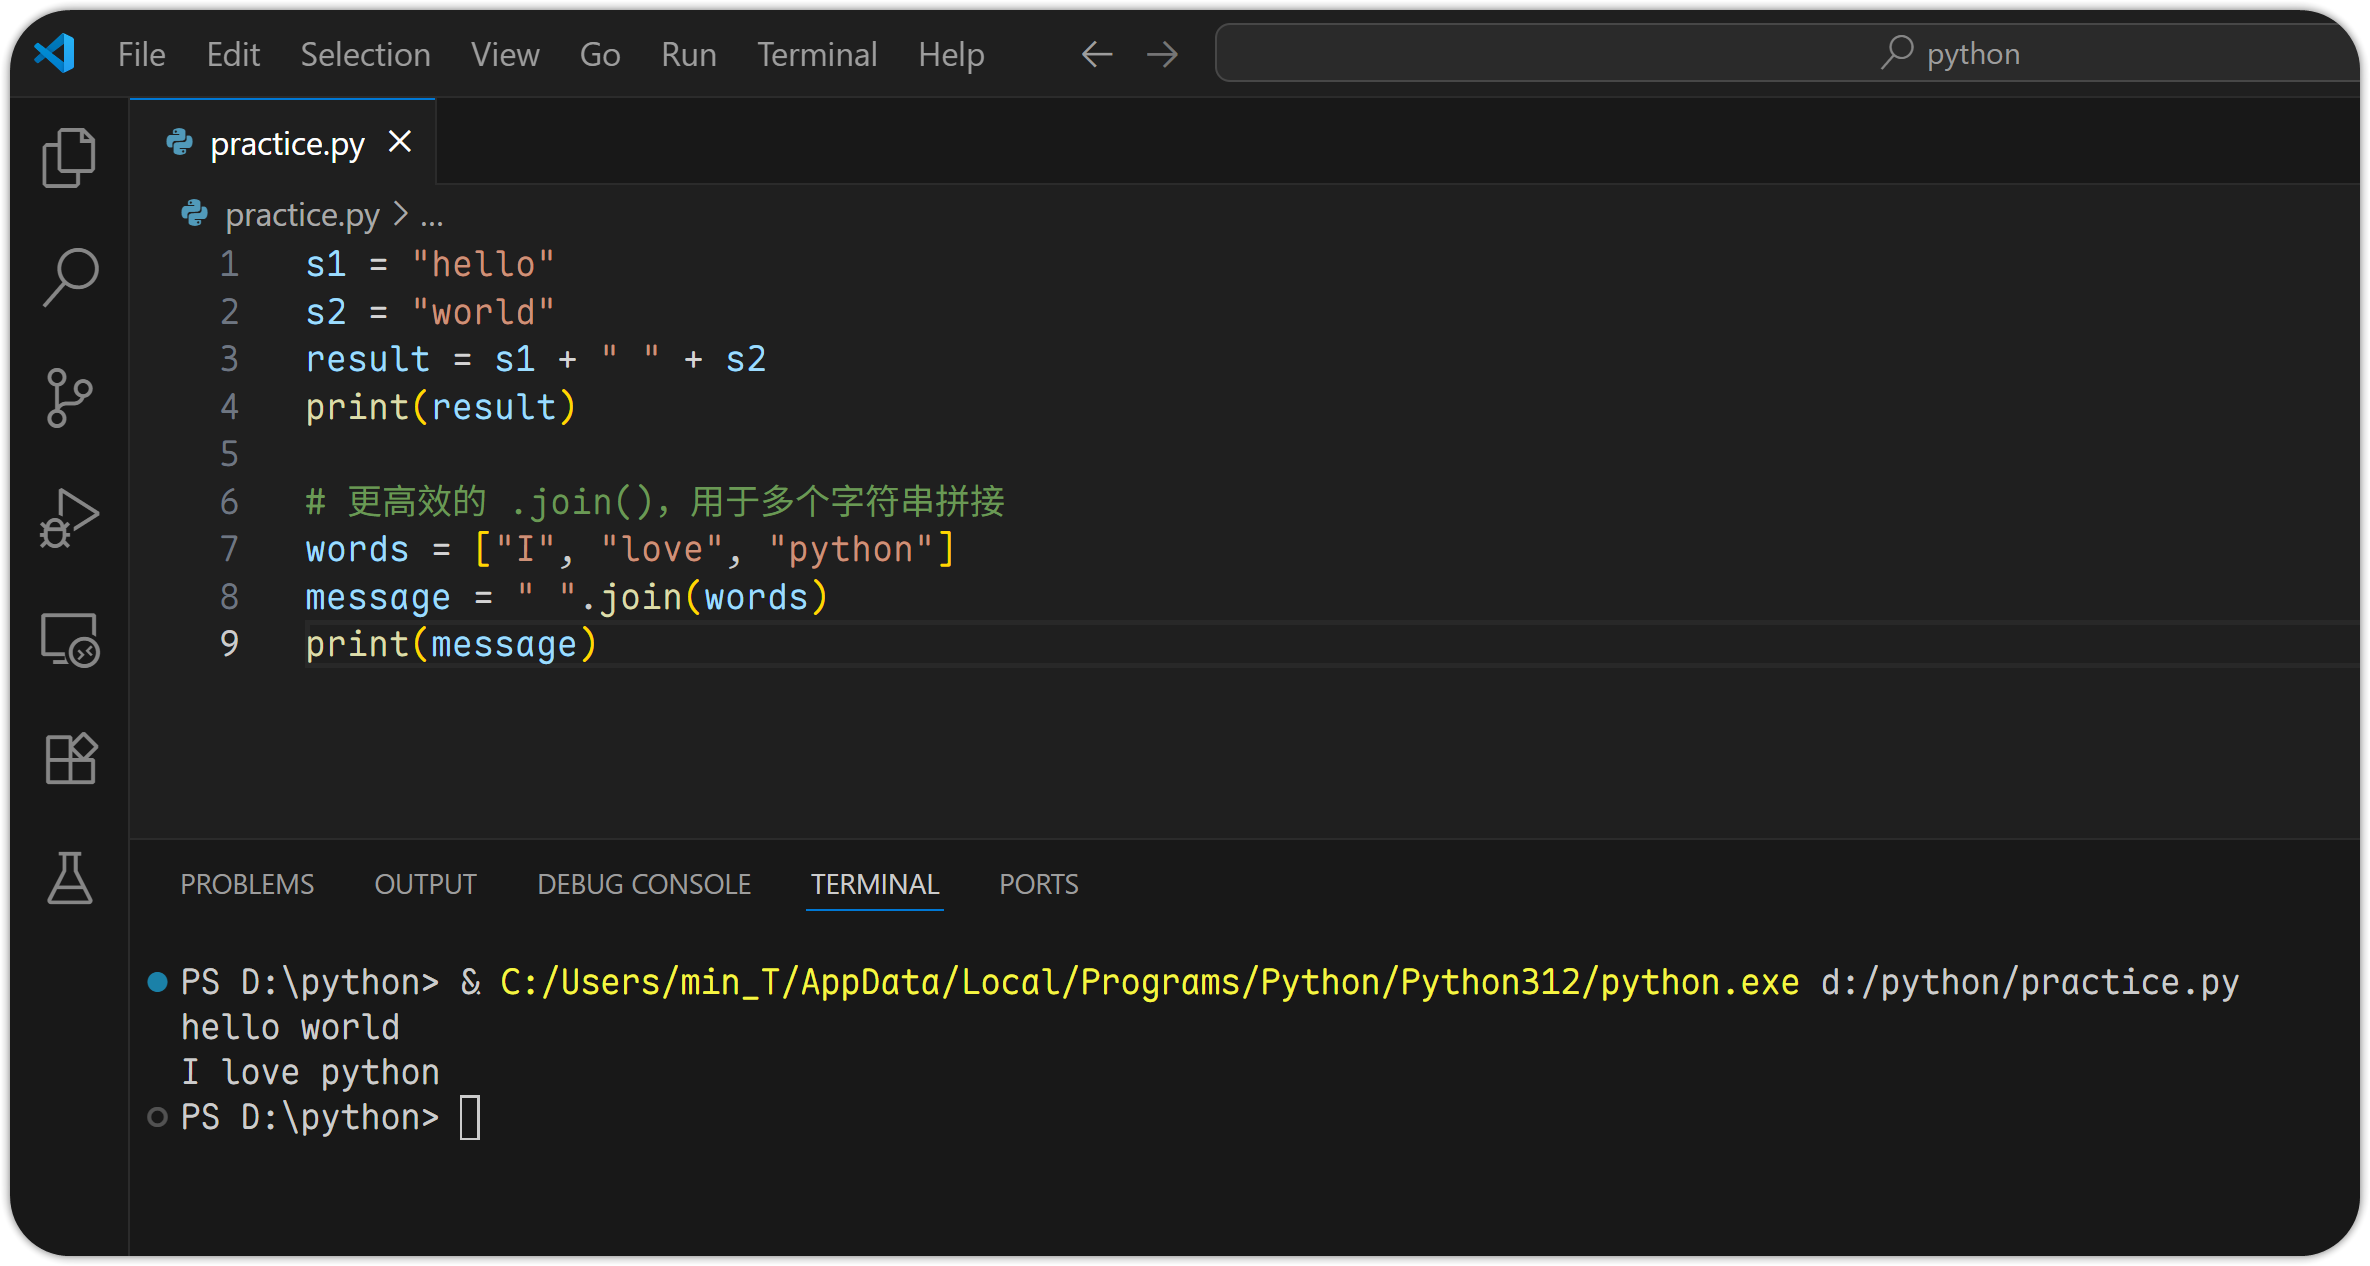 File Edit Selection View Go Run Terminal Help python
practice.py
practice.py > ...
1 s1 = "hello"
2 s2 = "world"
3 result = s1 + " " + s2
4 print(result)
5
6 # 更高效的 .join()，用于多个字符串拼接
7 words = ["I", "love", "python"]
8 message = " ".join(words)
9 print(message)
PROBLEMS OUTPUT DEBUG CONSOLE TERMINAL PORTS
PS D:\python> & C:/Users/min_T/AppData/Local/Programs/Python/Python312/python.exe d:/python/practice.py
hello world
I love python
PS D:\python>